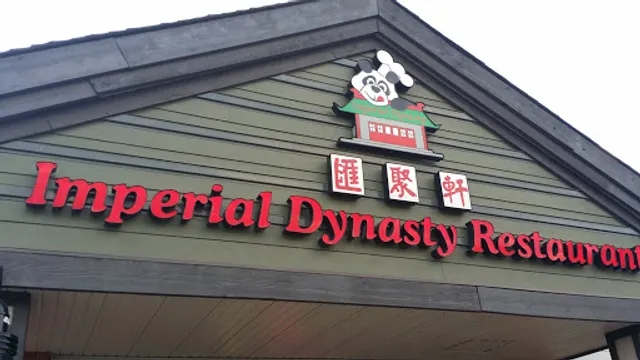 匯聚軒
Imperial Dynasty Restaurant